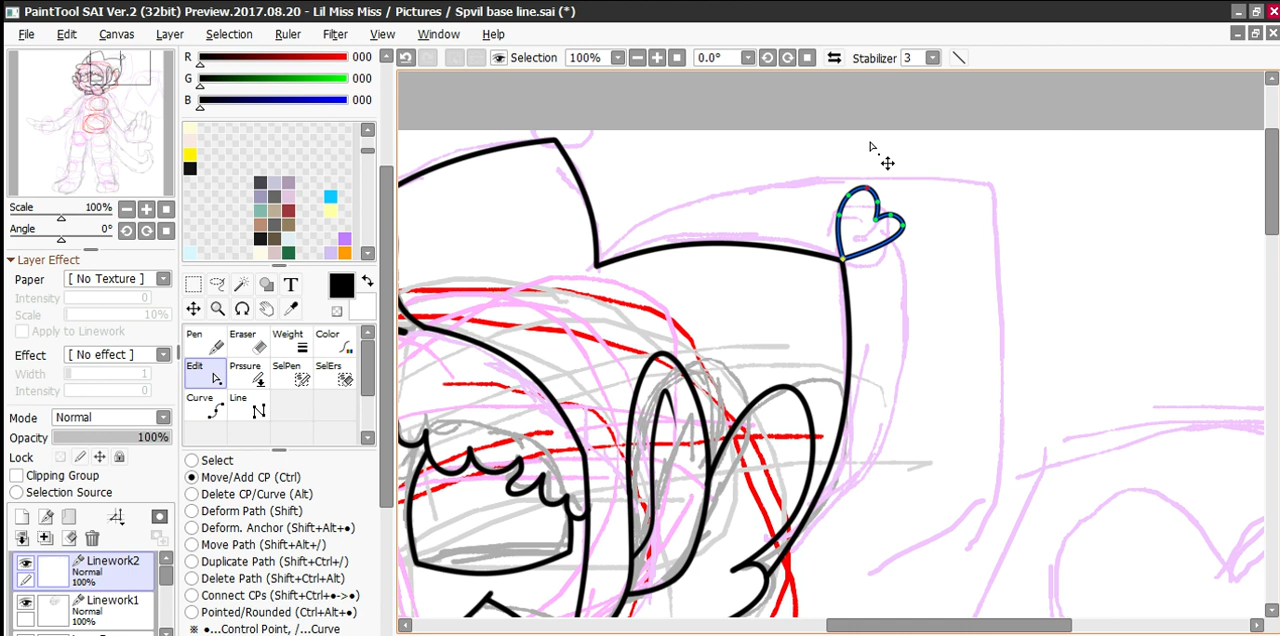 PaintTool SAI Ver.2 (32bit) Preview.2017.08.20 - Lil Miss Miss / Pictures / Spvil base line.sai (*)
File Edit Canvas Layer Selection Ruler Filter View Window Help
Selection 100% 0.0° Stabilizer 3
R 000
G 000
B 000
Scale 100%
Angle 0°
Layer Effect
Paper [ No Texture ]
Intensity 0
Scale 10%
Apply to Linework
Effect [ No effect ]
Width 1
Intensity 0
Mode Normal
Opacity 100%
Lock
Clipping Group
Selection Source
Linework2
Normal
100%
Linework1
Normal
100%
T
Pen Eraser Weight Color
Edit Prssure SelPen SelErs
Curve Line
Select
Move/Add CP (Ctrl)
Delete CP/Curve (Alt)
Deform Path (Shift)
Deform. Anchor (Shift+Alt+●)
Move Path (Shift+Alt+/)
Duplicate Path (Shift+Ctrl+/)
Delete Path (Shift+Ctrl+Alt)
Connect CPs (Shift+Ctrl+●->●)
Pointed/Rounded (Ctrl+Alt+●)
※ ●...Control Point, /...Curve